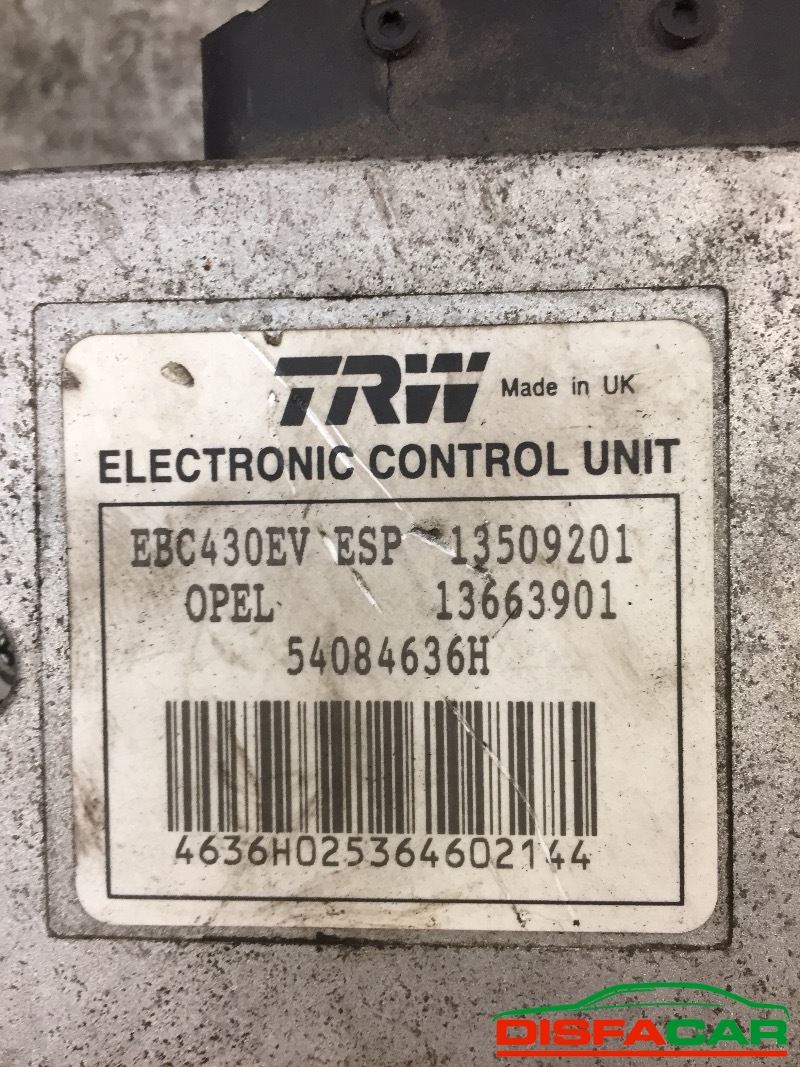 TRW Made in UK
ELECTRONIC CONTROL UNIT
EBC430EV ESP 13509201
OPEL 13663901
54084636H
4636H025364602144
DISFACAR